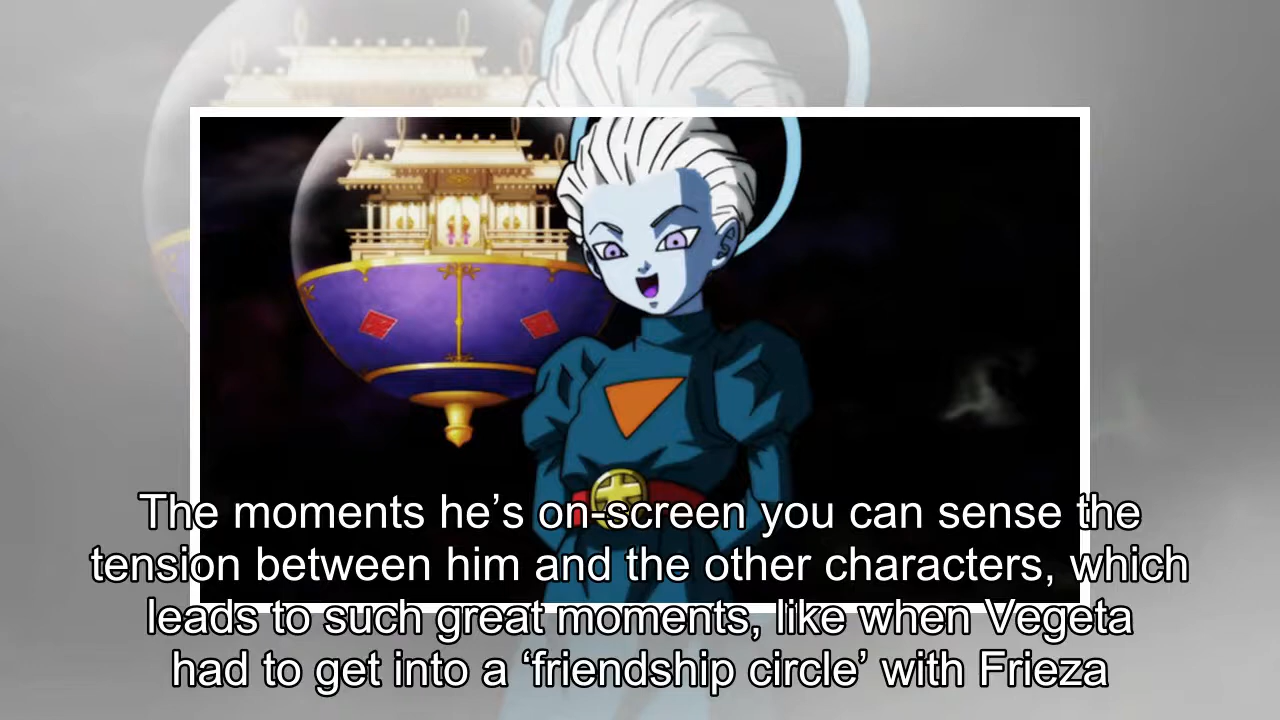 The moments he’s on-screen you can sense the
tension between him and the other characters, which
leads to such great moments, like when Vegeta
had to get into a ‘friendship circle’ with Frieza